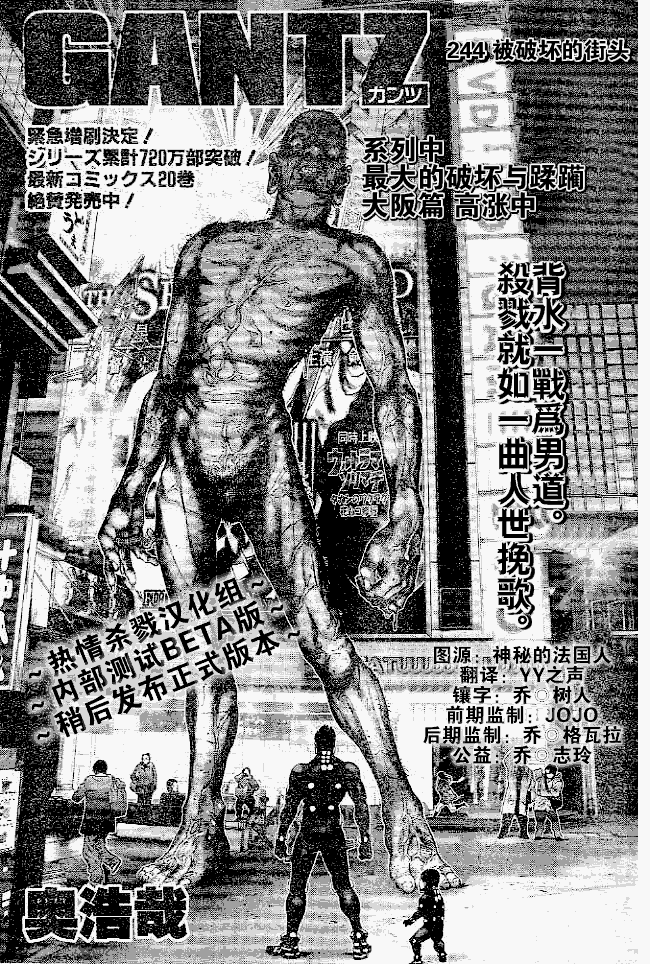 GANTZ
ガンツ
244 被破坏的街头
緊急增刷決定！
シリーズ累計720万部突破！
最新コミックス20巻
絶賛発売中！
系列中
最大的破坏与蹂躏
大阪篇 高涨中
背水一戰爲男道。
殺戮就如一曲人世挽歌。
同時上映
～ 热情杀戮汉化组 ～
～ 内部测试BETA版 ～
～ 稍后发布正式版本 ～
图源：神秘的法国人
翻译：YY之声
镶字：乔◎树人
前期监制：JOJO
后期监制：乔◎格瓦拉
公益：乔◎志玲
奥浩哉